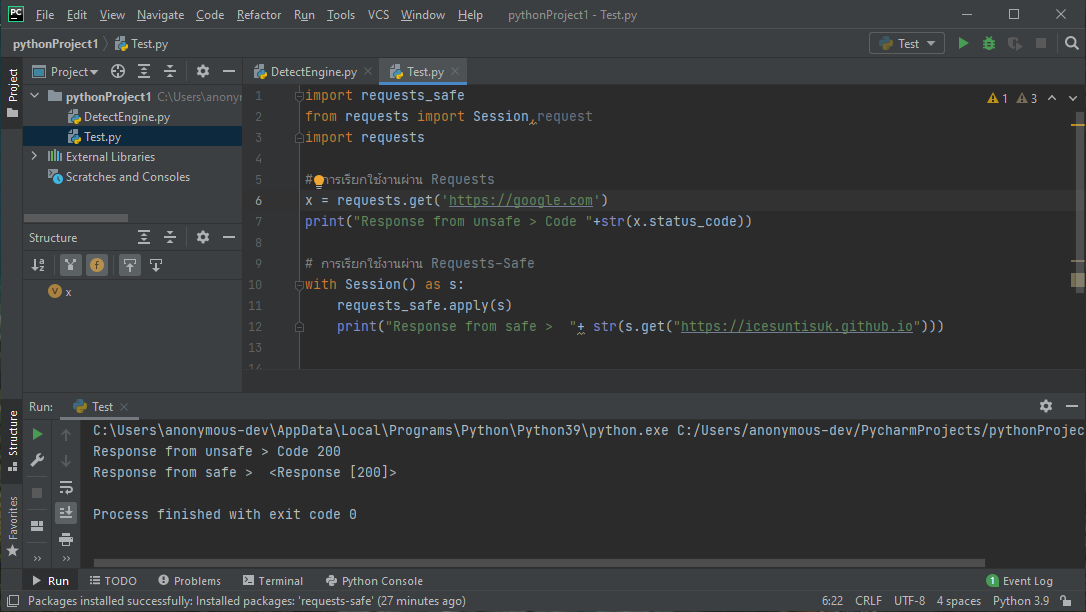 PC File Edit View Navigate Code Refactor Run Tools VCS Window Help pythonProject1 - Test.py
pythonProject1 Test.py Test
Project
Project
DetectEngine.py Test.py
pythonProject1 C:\Users\anonyr
DetectEngine.py
Test.py
External Libraries
Scratches and Consoles
Structure
x
1 import requests_safe
2 from requests import Session,request
3 import requests
4
5 # การเรียกใช้งานผ่าน Requests
6 x = requests.get('https://google.com')
7 print("Response from unsafe > Code "+str(x.status_code))
8
9 # การเรียกใช้งานผ่าน Requests-Safe
10 with Session() as s:
11 requests_safe.apply(s)
12 print("Response from safe >  "+ str(s.get("https://icesuntisuk.github.io")))
13
14
1 3
Run: Test
C:\Users\anonymous-dev\AppData\Local\Programs\Python\Python39\python.exe C:/Users/anonymous-dev/PycharmProjects/pythonProjec
Response from unsafe > Code 200
Response from safe >  <Response [200]>
Process finished with exit code 0
Structure
Favorites
Run TODO Problems Terminal Python Console 1 Event Log
Packages installed successfully: Installed packages: 'requests-safe' (27 minutes ago) 6:22 CRLF UTF-8 4 spaces Python 3.9